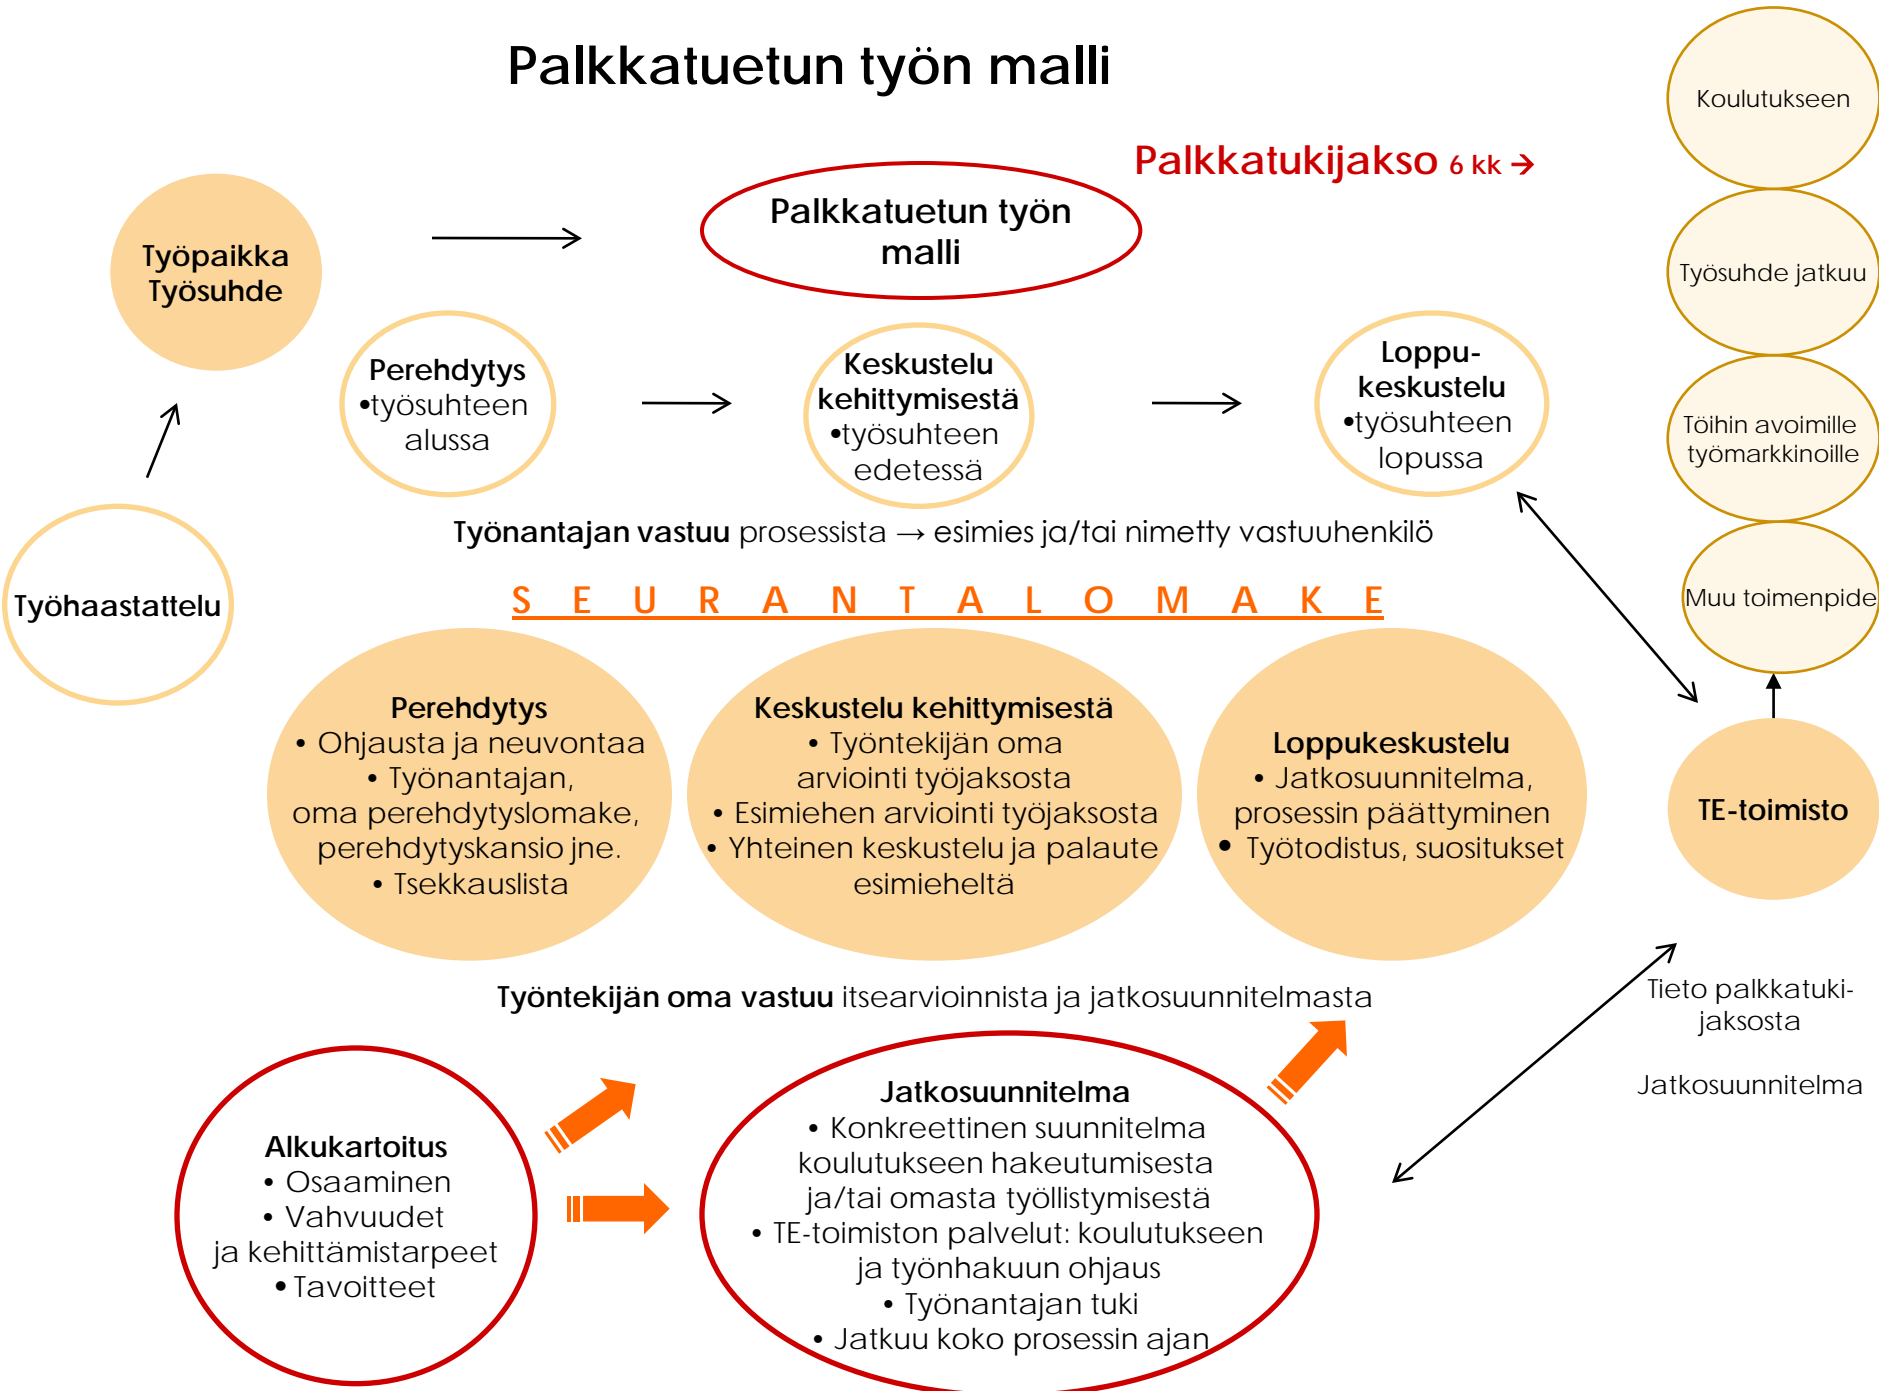 Palkkatuetun työn malli
Palkkatukijakso 6 kk →
Palkkatuetun työn
malli
Työpaikka
Työsuhde
Perehdytys
•työsuhteen
alussa
Keskustelu
kehittymisestä
•työsuhteen
edetessä
Loppu-
keskustelu
•työsuhteen
lopussa
Koulutukseen
Työsuhde jatkuu
Töihin avoimille
työmarkkinoille
Muu toimenpide
Työhaastattelu
Työnantajan vastuu prosessista → esimies ja/tai nimetty vastuuhenkilö
S E U R A N T A L O M A K E
Perehdytys
• Ohjausta ja neuvontaa
• Työnantajan,
oma perehdytyslomake,
perehdytyskansio jne.
• Tsekkauslista
Keskustelu kehittymisestä
• Työntekijän oma
arviointi työjaksosta
• Esimiehen arviointi työjaksosta
• Yhteinen keskustelu ja palaute
esimieheltä
Loppukeskustelu
• Jatkosuunnitelma,
prosessin päättyminen
• Työtodistus, suositukset
TE-toimisto
Työntekijän oma vastuu itsearvioinnista ja jatkosuunnitelmasta
Tieto palkkatuki-
jaksosta
Jatkosuunnitelma
Alkukartoitus
• Osaaminen
• Vahvuudet
ja kehittämistarpeet
• Tavoitteet
Jatkosuunnitelma
• Konkreettinen suunnitelma
koulutukseen hakeutumisesta
ja/tai omasta työllistymisestä
• TE-toimiston palvelut: koulutukseen
ja työnhakuun ohjaus
• Työnantajan tuki
• Jatkuu koko prosessin ajan